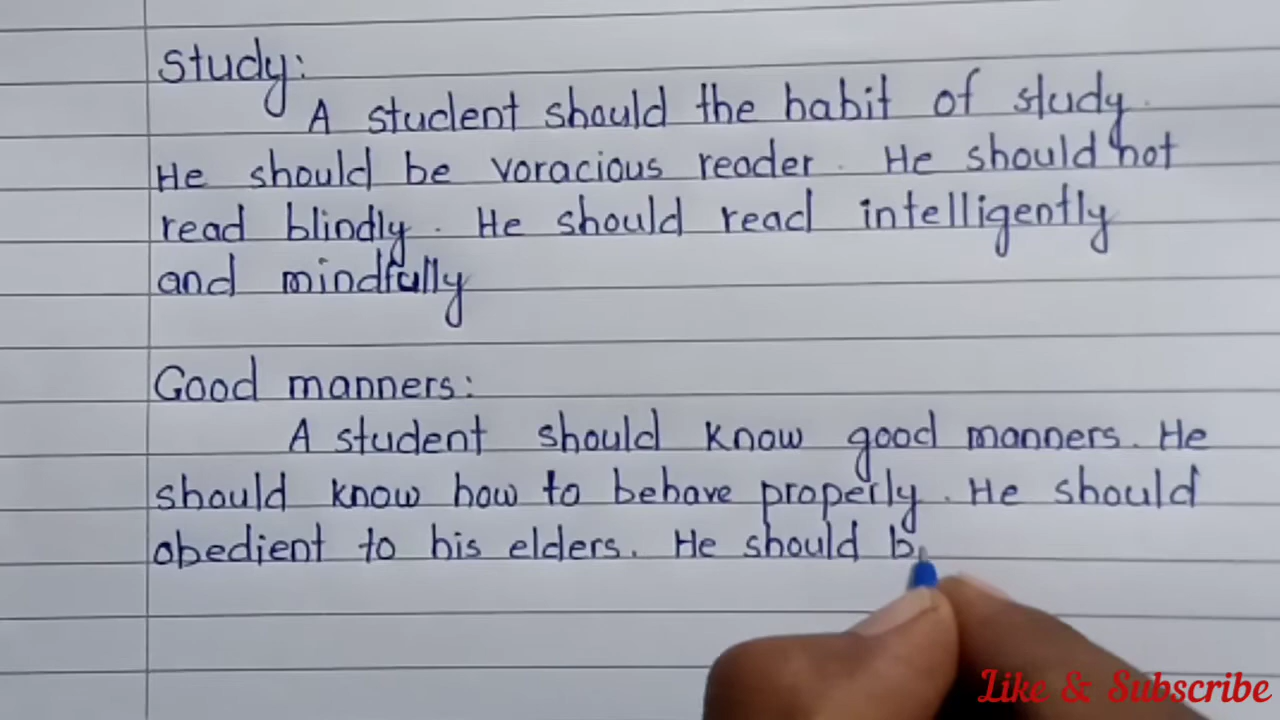 Study:
A student should the habit of study.
He should be voracious reader. He should not
read blindly. He should read intelligently
and mindfully
Good manners:
A student should know good manners. He
should know how to behave properly. He should
obedient to his elders. He should b
Like & Subscribe